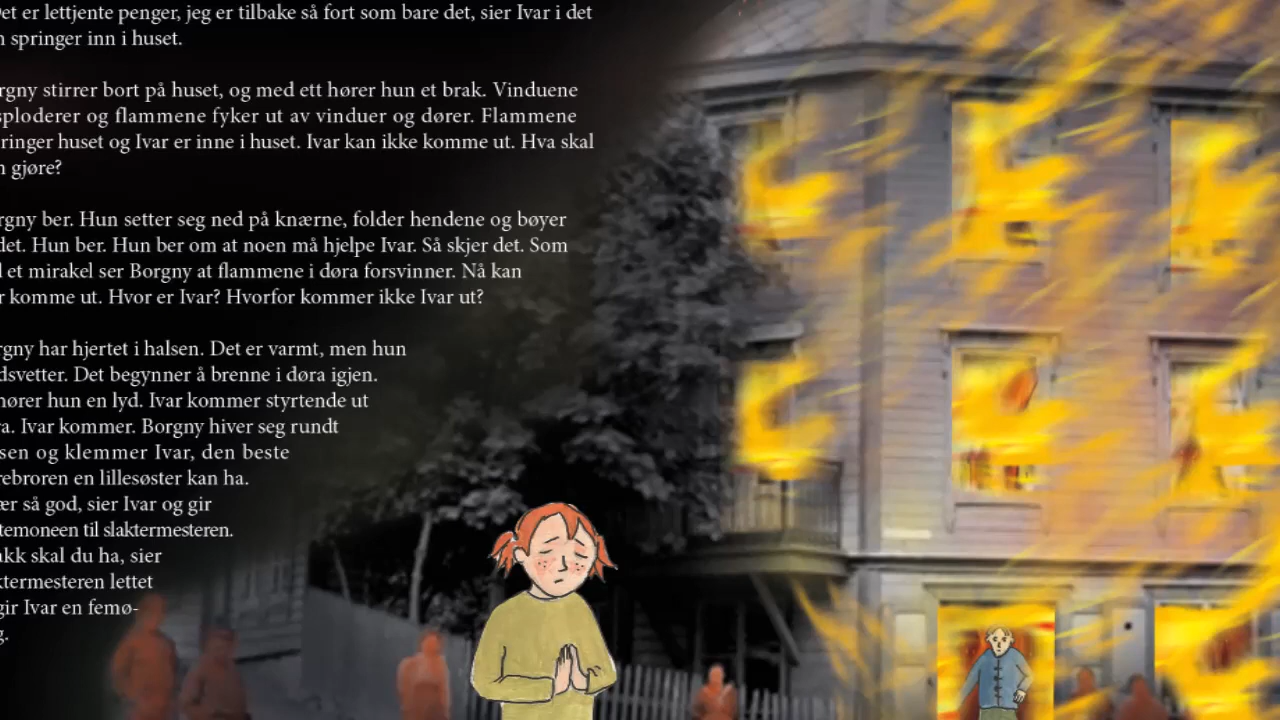 et er lettjente penger, jeg er tilbake så fort som bare det, sier Ivar i det
springer inn i huset.
rgny stirrer bort på huset, og med ett hører hun et brak. Vinduene
sploderer og flammene fyker ut av vinduer og dører. Flammene
ringer huset og Ivar er inne i huset. Ivar kan ikke komme ut. Hva skal
n gjøre?
rgny ber. Hun setter seg ned på knærne, folder hendene og bøyer
det. Hun ber. Hun ber om at noen må hjelpe Ivar. Så skjer det. Som
et mirakel ser Borgny at flammene i døra forsvinner. Nå kan
r komme ut. Hvor er Ivar? Hvorfor kommer ikke Ivar ut?
rgny har hjertet i halsen. Det er varmt, men hun
dsvetter. Det begynner å brenne i døra igjen.
hører hun en lyd. Ivar kommer styrtende ut
ra. Ivar kommer. Borgny hiver seg rundt
sen og klemmer Ivar, den beste
rebroren en lillesøster kan ha.
ær så god, sier Ivar og gir
temoneen til slaktermesteren.
akk skal du ha, sier
ktermesteren lettet
gir Ivar en femø-
g.